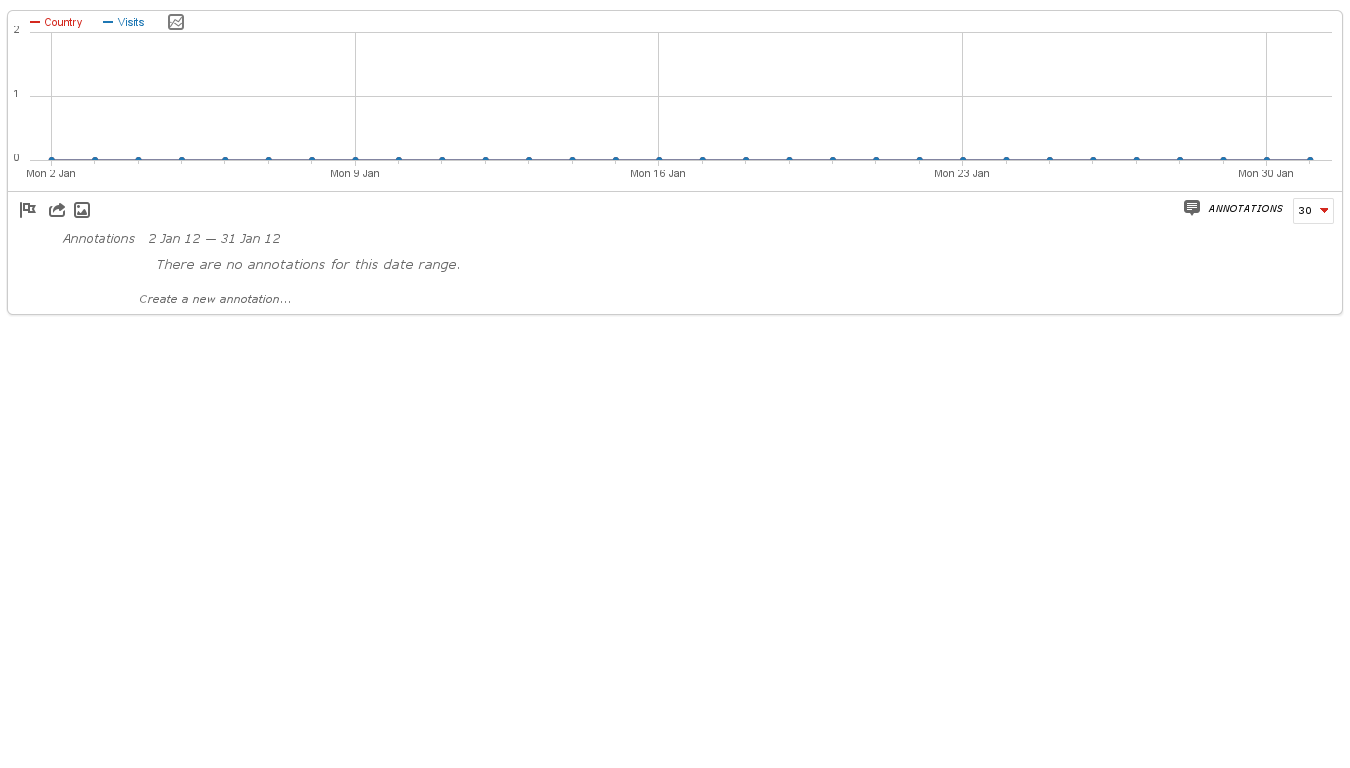 Country Visits
2
1
0
Mon 2 Jan Mon 9 Jan Mon 16 Jan Mon 23 Jan Mon 30 Jan
ANNOTATIONS 30
Annotations 2 Jan 12 — 31 Jan 12
There are no annotations for this date range.
Create a new annotation...